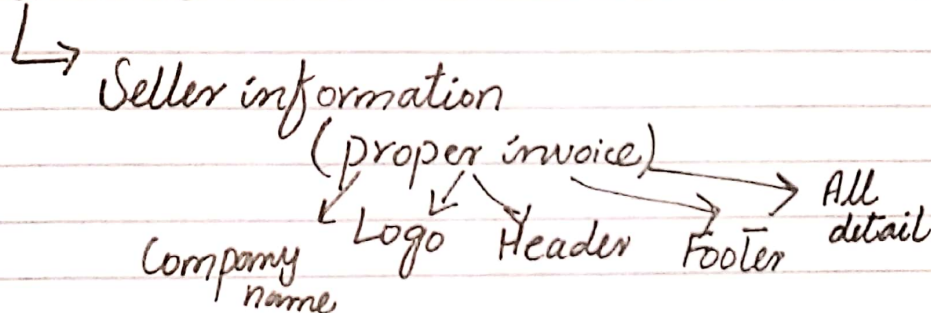 Seller information
(proper invoice)
Company name
Logo
Header
Footer
All detail